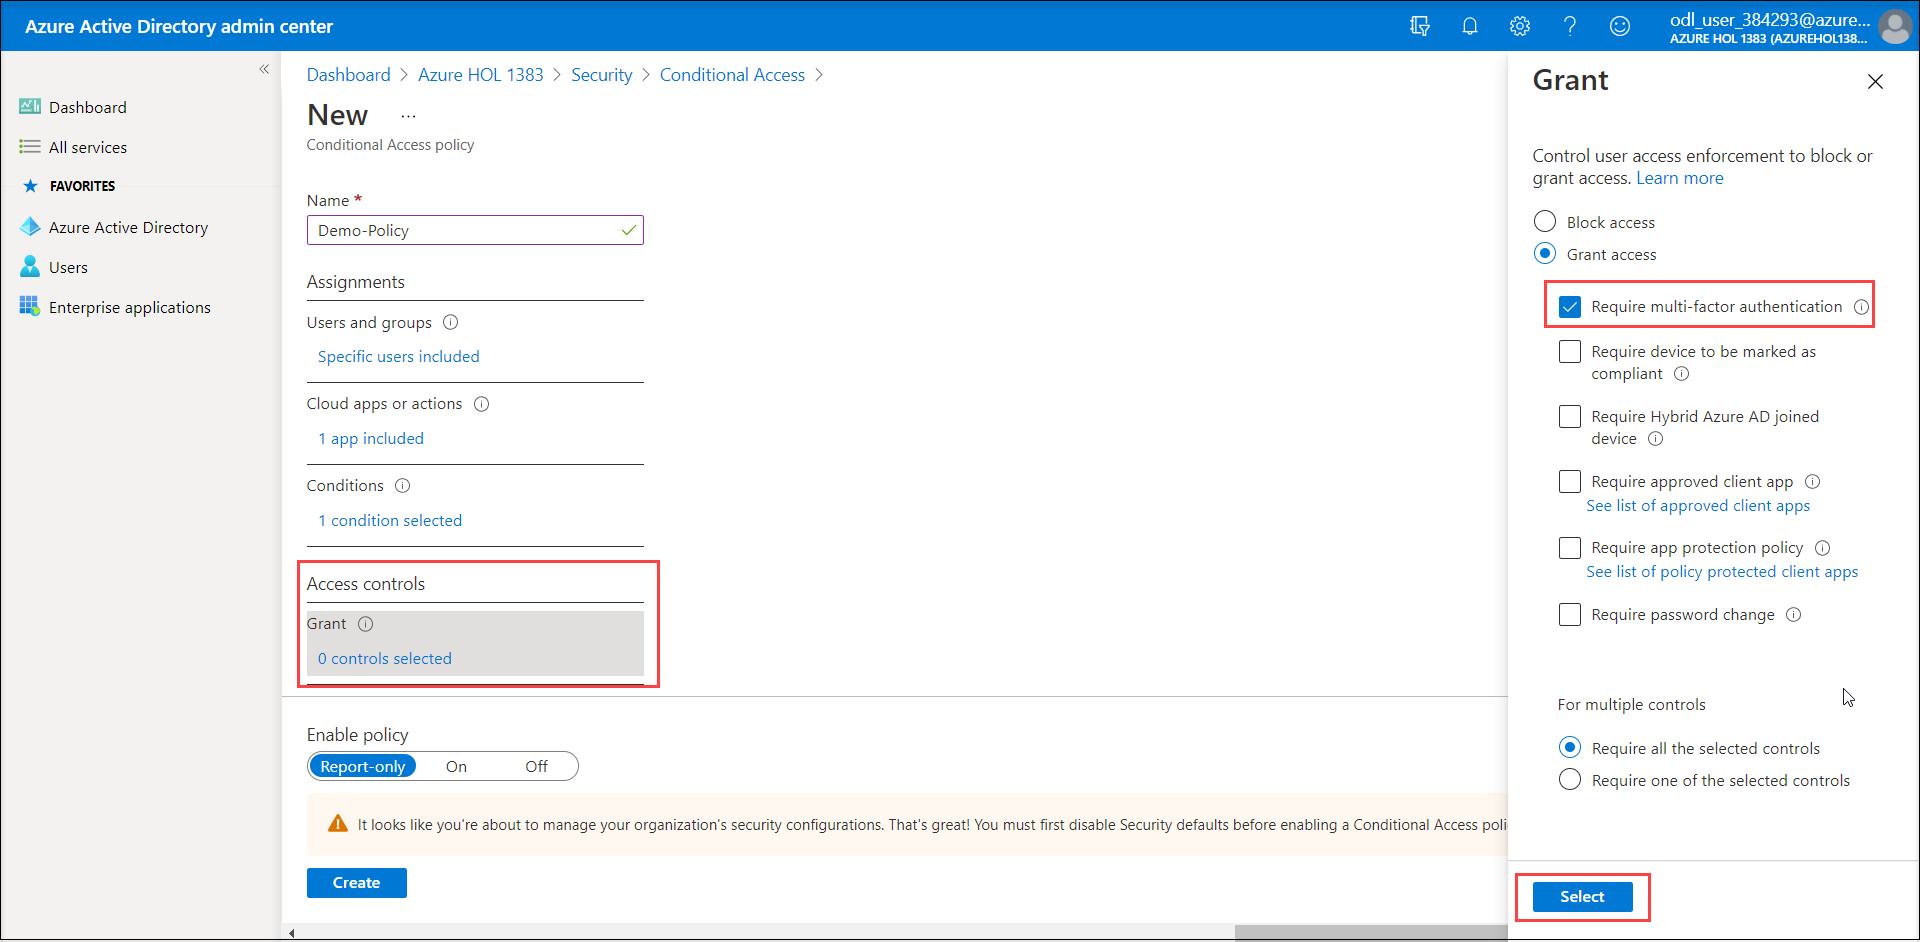 Azure Active Directory admin center
odl_user_384293@azure...
AZURE HOL 1383 (AZUREHOL138...
Dashboard
All services
FAVORITES
Azure Active Directory
Users
Enterprise applications
Dashboard > Azure HOL 1383 > Security > Conditional Access >
New ...
Conditional Access policy
Name *
Demo-Policy
Assignments
Users and groups
Specific users included
Cloud apps or actions
1 app included
Conditions
1 condition selected
Access controls
Grant
0 controls selected
Enable policy
Report-only On Off
It looks like you're about to manage your organization's security configurations. That's great! You must first disable Security defaults before enabling a Conditional Access poli
Create
Grant
Control user access enforcement to block or
grant access. Learn more
Block access
Grant access
Require multi-factor authentication
Require device to be marked as
compliant
Require Hybrid Azure AD joined
device
Require approved client app
See list of approved client apps
Require app protection policy
See list of policy protected client apps
Require password change
For multiple controls
Require all the selected controls
Require one of the selected controls
Select